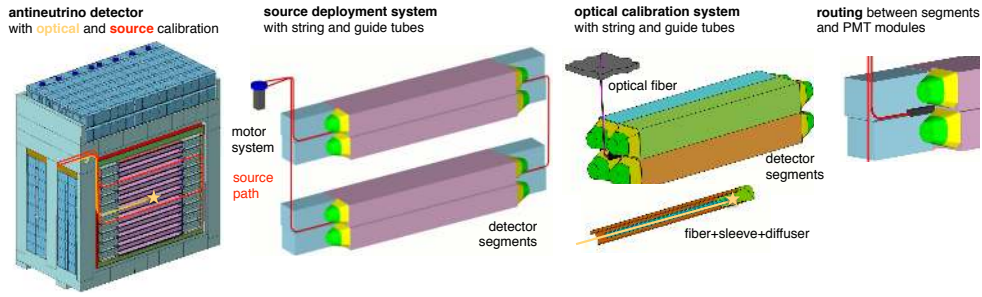 antineutrino detector
with optical and source calibration
source deployment system
with string and guide tubes
motor
system
source
path
detector
segments
optical calibration system
with string and guide tubes
optical fiber
detector
segments
fiber+sleeve+diffuser
routing between segments
and PMT modules